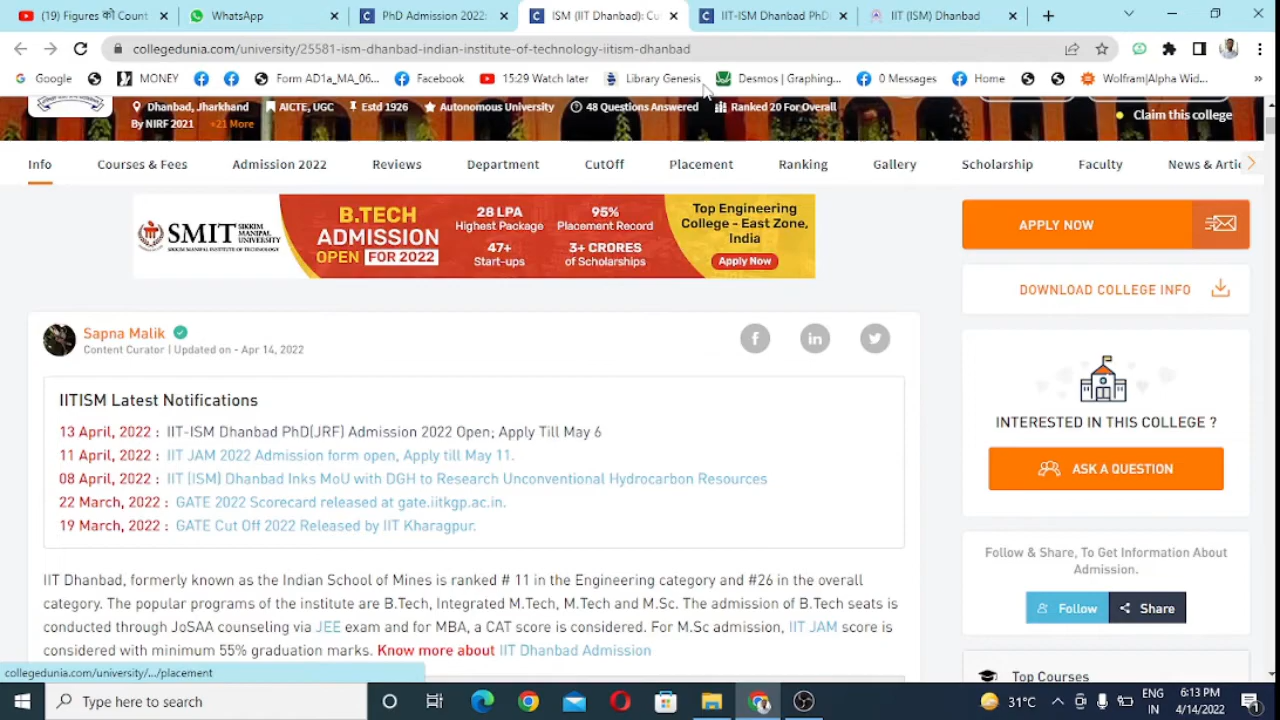 (19) Figures की Count
WhatsApp
PhD Admission 2022:
ISM (IIT Dhanbad): Cu
IIT-ISM Dhanbad PhD
IIT (ISM) Dhanbad
collegedunia.com/university/25581-ism-dhanbad-indian-institute-of-technology-iitism-dhanbad
Google
MONEY
Form AD1a_MA_06...
Facebook
15:29 Watch later
Library Genesis
Desmos | Graphing...
0 Messages
Home
Wolfram|Alpha Wid...
Dhanbad, Jharkhand AICTE, UGC Estd 1926 Autonomous University 48 Questions Answered Ranked 20 For Overall
By NIRF 2021 +21 More
Claim this college
Info Courses & Fees Admission 2022 Reviews Department CutOff Placement Ranking Gallery Scholarship Faculty News & Artic
SMIT SIKKIM MANIPAL UNIVERSITY
SIKKIM MANIPAL INSTITUTE OF TECHNOLOGY
B.TECH
ADMISSION
OPEN FOR 2022
28 LPA
Highest Package
95%
Placement Record
47+
Start-ups
3+ CRORES
of Scholarships
Top Engineering
College - East Zone,
India
Apply Now
APPLY NOW
DOWNLOAD COLLEGE INFO
Sapna Malik
Content Curator | Updated on - Apr 14, 2022
IITISM Latest Notifications
13 April, 2022 : IIT-ISM Dhanbad PhD(JRF) Admission 2022 Open; Apply Till May 6
11 April, 2022 : IIT JAM 2022 Admission form open, Apply till May 11.
08 April, 2022 : IIT (ISM) Dhanbad Inks MoU with DGH to Research Unconventional Hydrocarbon Resources
22 March, 2022 : GATE 2022 Scorecard released at gate.iitkgp.ac.in.
19 March, 2022 : GATE Cut Off 2022 Released by IIT Kharagpur.
IIT Dhanbad, formerly known as the Indian School of Mines is ranked # 11 in the Engineering category and #26 in the overall
category. The popular programs of the institute are B.Tech, Integrated M.Tech, M.Tech and M.Sc. The admission of B.Tech seats is
conducted through JoSAA counseling via JEE exam and for MBA, a CAT score is considered. For M.Sc admission, IIT JAM score is
considered with minimum 55% graduation marks. Know more about IIT Dhanbad Admission
INTERESTED IN THIS COLLEGE ?
ASK A QUESTION
Follow & Share, To Get Information About
Admission.
Follow
Share
Top Courses
collegedunia.com/university/.../placement
Type here to search
31°C
ENG
IN
6:13 PM
4/14/2022
1